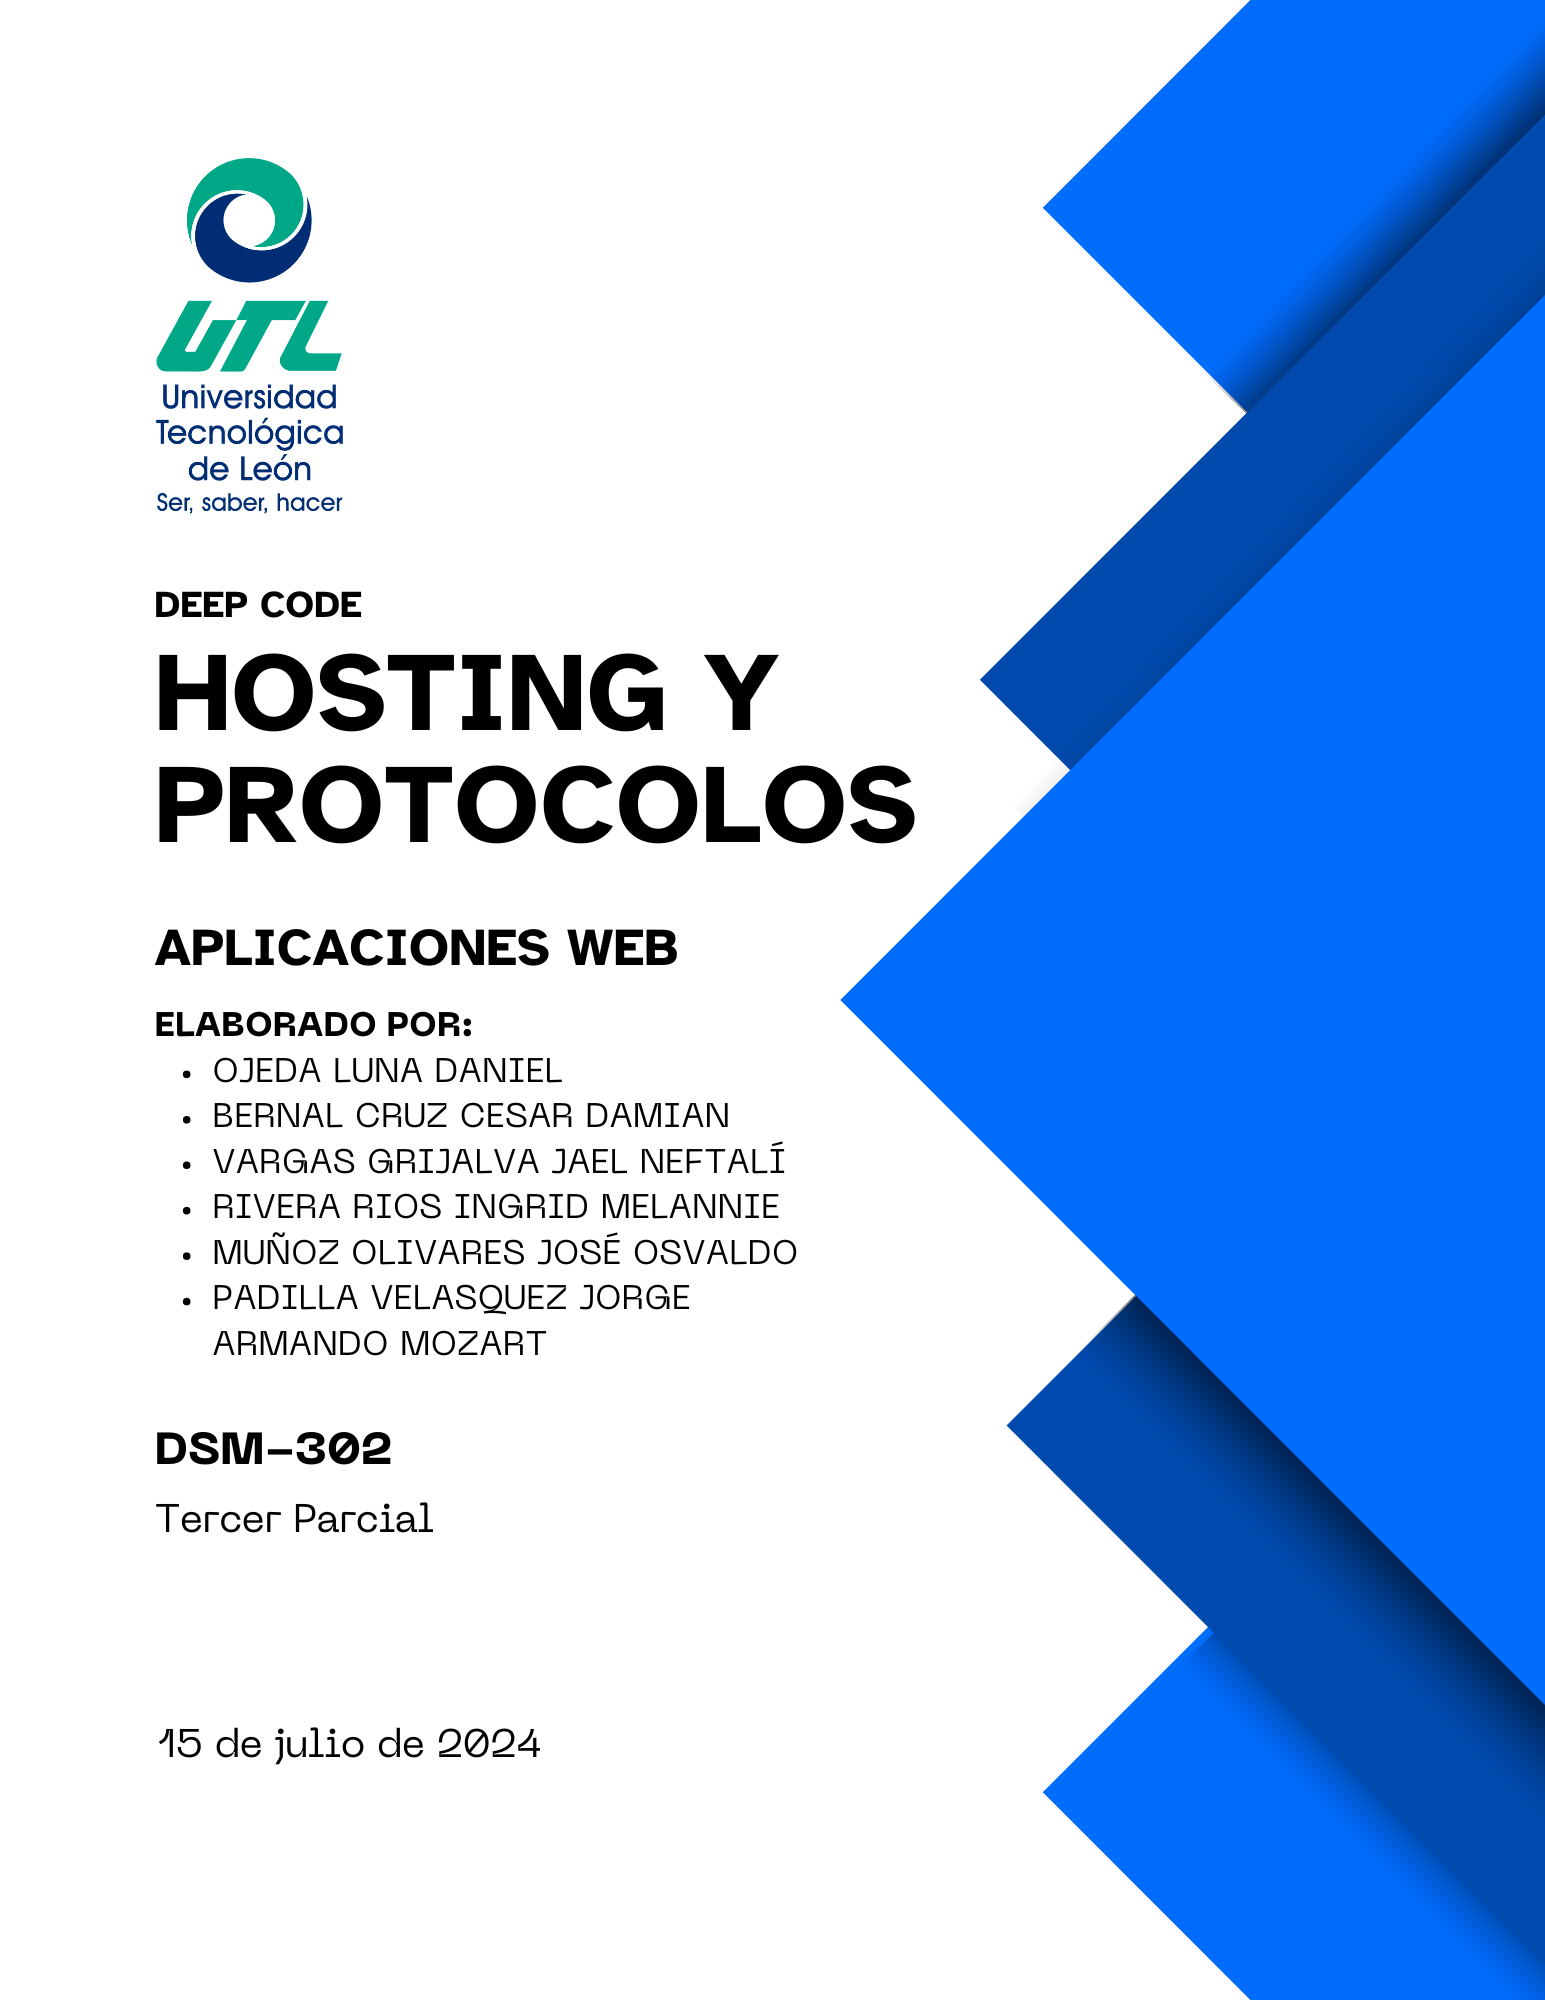 UTL
Universidad
Tecnológica
de León
Ser, saber, hacer
DEEP CODE
HOSTING Y
PROTOCOLOS
APLICACIONES WEB
ELABORADO POR:
• OJEDA LUNA DANIEL
• BERNAL CRUZ CESAR DAMIAN
• VARGAS GRIJALVA JAEL NEFTALÍ
• RIVERA RIOS INGRID MELANNIE
• MUÑOZ OLIVARES JOSÉ OSVALDO
• PADILLA VELASQUEZ JORGE
ARMANDO MOZART
DSM-302
Tercer Parcial
15 de julio de 2024